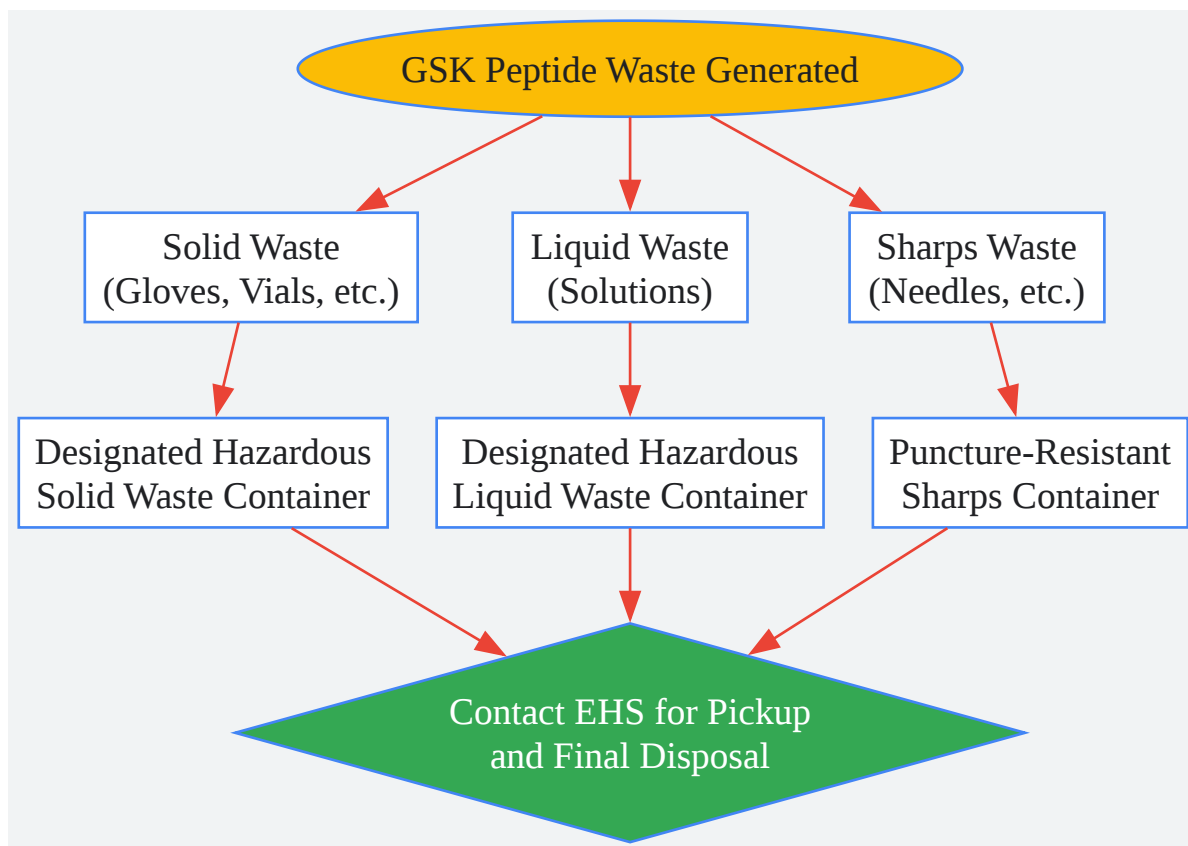 GSK Peptide Waste Generated
Solid Waste
(Gloves, Vials, etc.)
Liquid Waste
(Solutions)
Sharps Waste
(Needles, etc.)
Designated Hazardous
Solid Waste Container
Designated Hazardous
Liquid Waste Container
Puncture-Resistant
Sharps Container
Contact EHS for Pickup
and Final Disposal